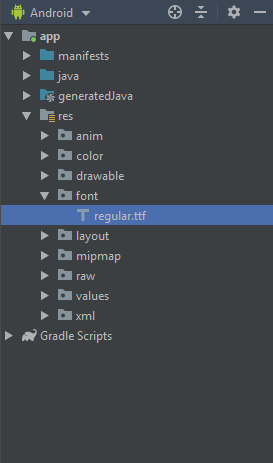 Android
app
manifests
java
generatedJava
res
anim
color
drawable
font
regular.ttf
layout
mipmap
raw
values
xml
Gradle Scripts